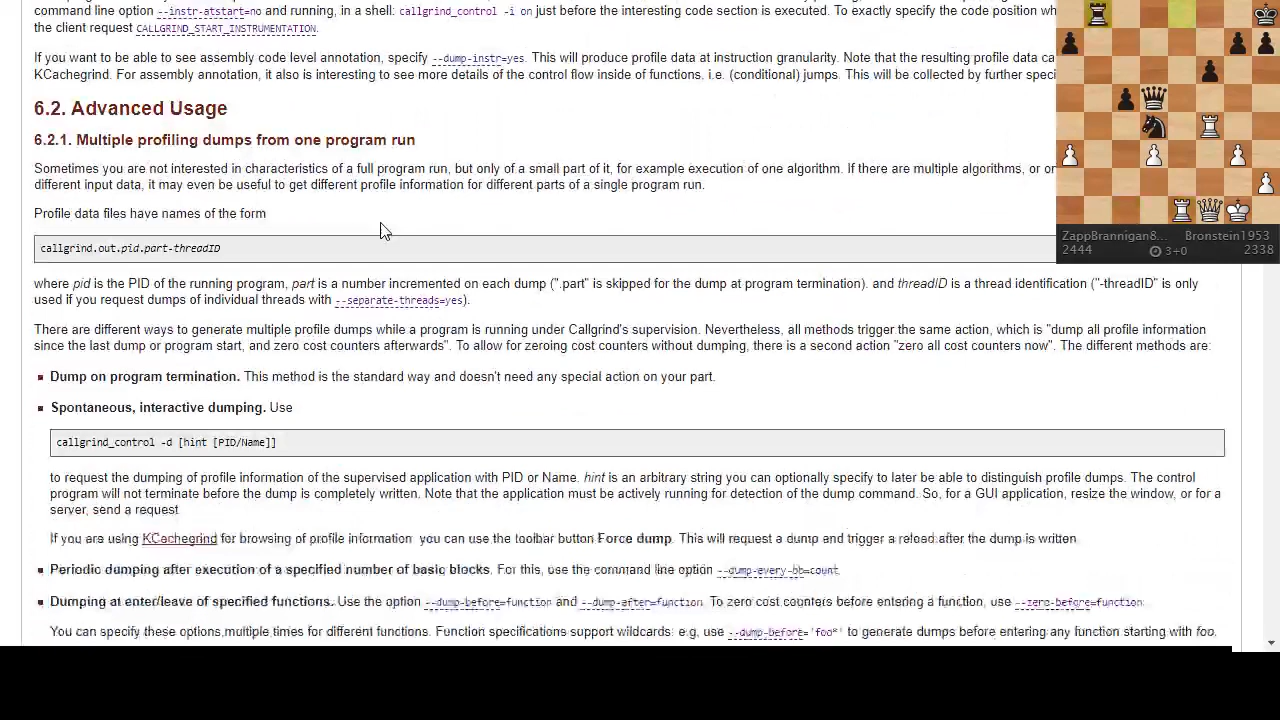 command line option --instr-atstart=no and running, in a shell: callgrind_control -i on just before the interesting code section is executed. To exactly specify the code position wh
the client request CALLGRIND_START_INSTRUMENTATION.
If you want to be able to see assembly code level annotation, specify --dump-instr=yes. This will produce profile data at instruction granularity. Note that the resulting profile data ca
KCachegrind. For assembly annotation, it also is interesting to see more details of the control flow inside of functions, i.e. (conditional) jumps. This will be collected by further speci
6.2. Advanced Usage
6.2.1. Multiple profiling dumps from one program run
Sometimes you are not interested in characteristics of a full program run, but only of a small part of it, for example execution of one algorithm. If there are multiple algorithms, or or
different input data, it may even be useful to get different profile information for different parts of a single program run.
Profile data files have names of the form
callgrind.out.pid.part-threadID
ZappBrannigan8... Bronstein1953
2444 3+0 2338
where pid is the PID of the running program, part is a number incremented on each dump (".part" is skipped for the dump at program termination). and threadID is a thread identification ("-threadID" is only
used if you request dumps of individual threads with --separate-threads=yes).
There are different ways to generate multiple profile dumps while a program is running under Callgrind's supervision. Nevertheless, all methods trigger the same action, which is "dump all profile information
since the last dump or program start, and zero cost counters afterwards". To allow for zeroing cost counters without dumping, there is a second action "zero all cost counters now". The different methods are:
Dump on program termination. This method is the standard way and doesn't need any special action on your part.
Spontaneous, interactive dumping. Use
callgrind_control -d [hint [PID/Name]]
to request the dumping of profile information of the supervised application with PID or Name. hint is an arbitrary string you can optionally specify to later be able to distinguish profile dumps. The control
program will not terminate before the dump is completely written. Note that the application must be actively running for detection of the dump command. So, for a GUI application, resize the window, or for a
server, send a request
If you are using KCachegrind for browsing of profile information you can use the toolbar button Force dump. This will request a dump and trigger a reload after the dump is written
Periodic dumping after execution of a specified number of basic blocks. For this, use the command line option --dump-every-bb=count
Dumping at enter/leave of specified functions. Use the option --dump-before=function and --dump-after=function. To zero cost counters before entering a function, use --zero-before=function:
You can specify these options multiple times for different functions. Function specifications support wildcards: e.g, use --dump-before='foo*' to generate dumps before entering any function starting with foo.